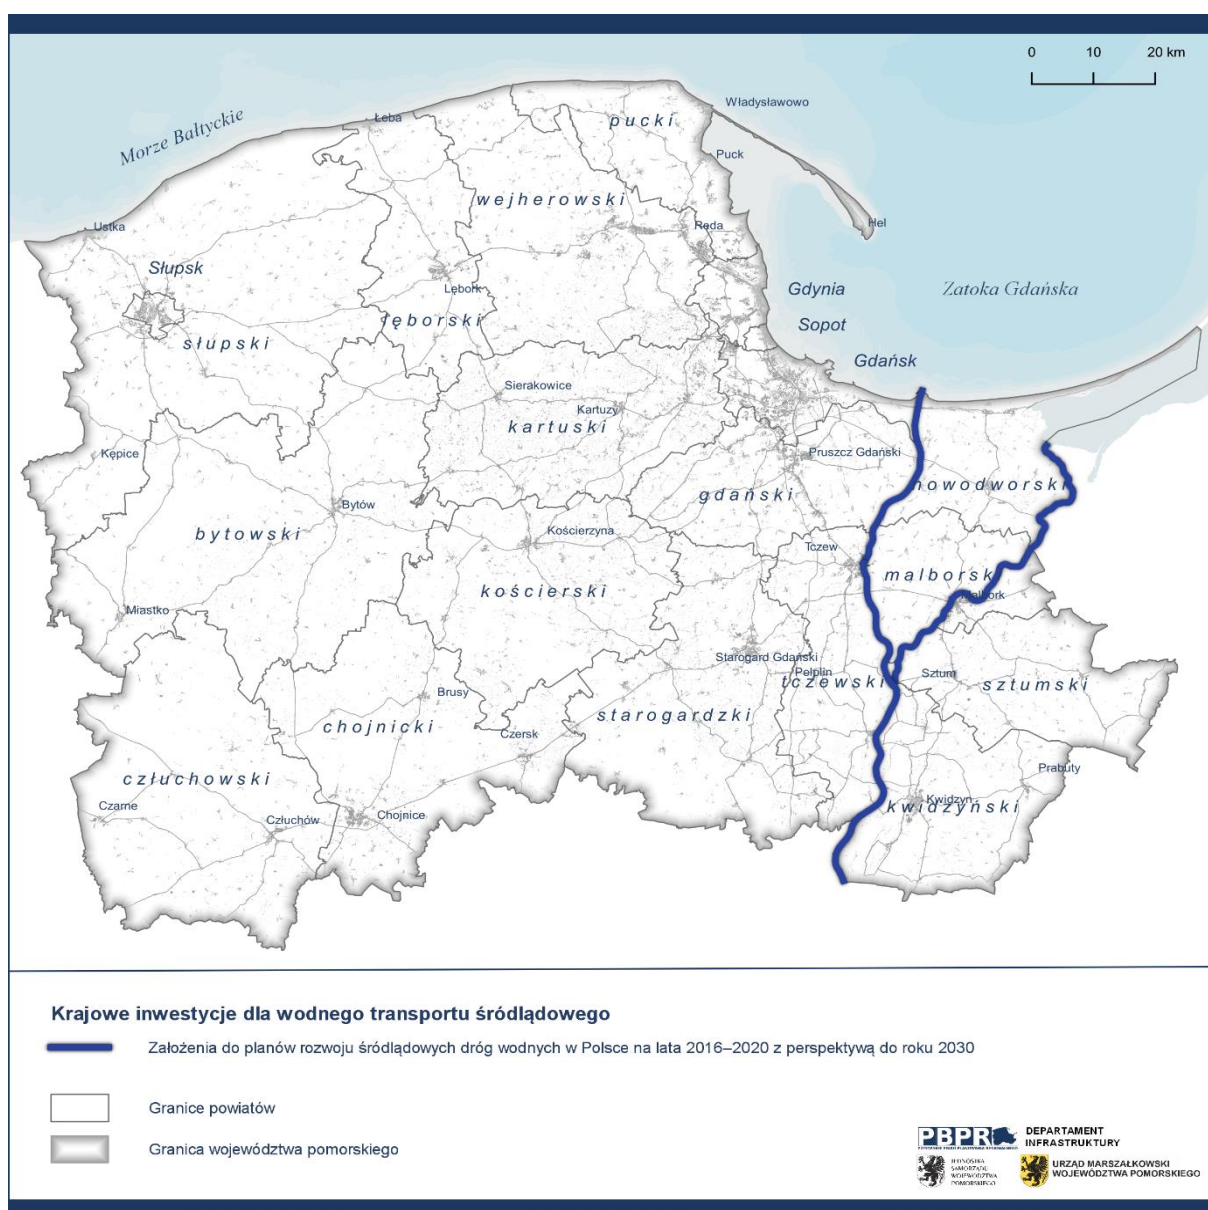 0 10 20 km
Władysławowo
Morze Bałtyckie
Łeba
pucki
Puck
wejherowski
Hel
Ustka
Reda
Słupsk
Lębork
Gdynia
Zatoka Gdańska
lęborski
Sopot
słupski
Gdańsk
Sierakowice
Kartuzy
kartuski
Kępice
Pruszcz Gdański
nowodworski
gdański
Bytów
bytowski
Kościerzyna
Tczew
malborski
kościerski
Malbork
Miastko
Starogard Gdański
Pelplin
Sztum
tczewski
sztumski
Brusy
chojnicki
starogardzki
Czersk
człuchowski
Prabuty
Czarne
Kwidzyn
kwidzyński
Człuchów
Chojnice
Krajowe inwestycje dla wodnego transportu śródlądowego
Założenia do planów rozwoju śródlądowych dróg wodnych w Polsce na lata 2016–2020 z perspektywą do roku 2030
Granice powiatów
Granica województwa pomorskiego
PBPR
DEPARTAMENT
INFRASTRUKTURY
JEDNOSTKA
SAMORZĄDU
WOJEWÓDZTWA
POMORSKIEGO
URZĄD MARSZAŁKOWSKI
WOJEWÓDZTWA POMORSKIEGO